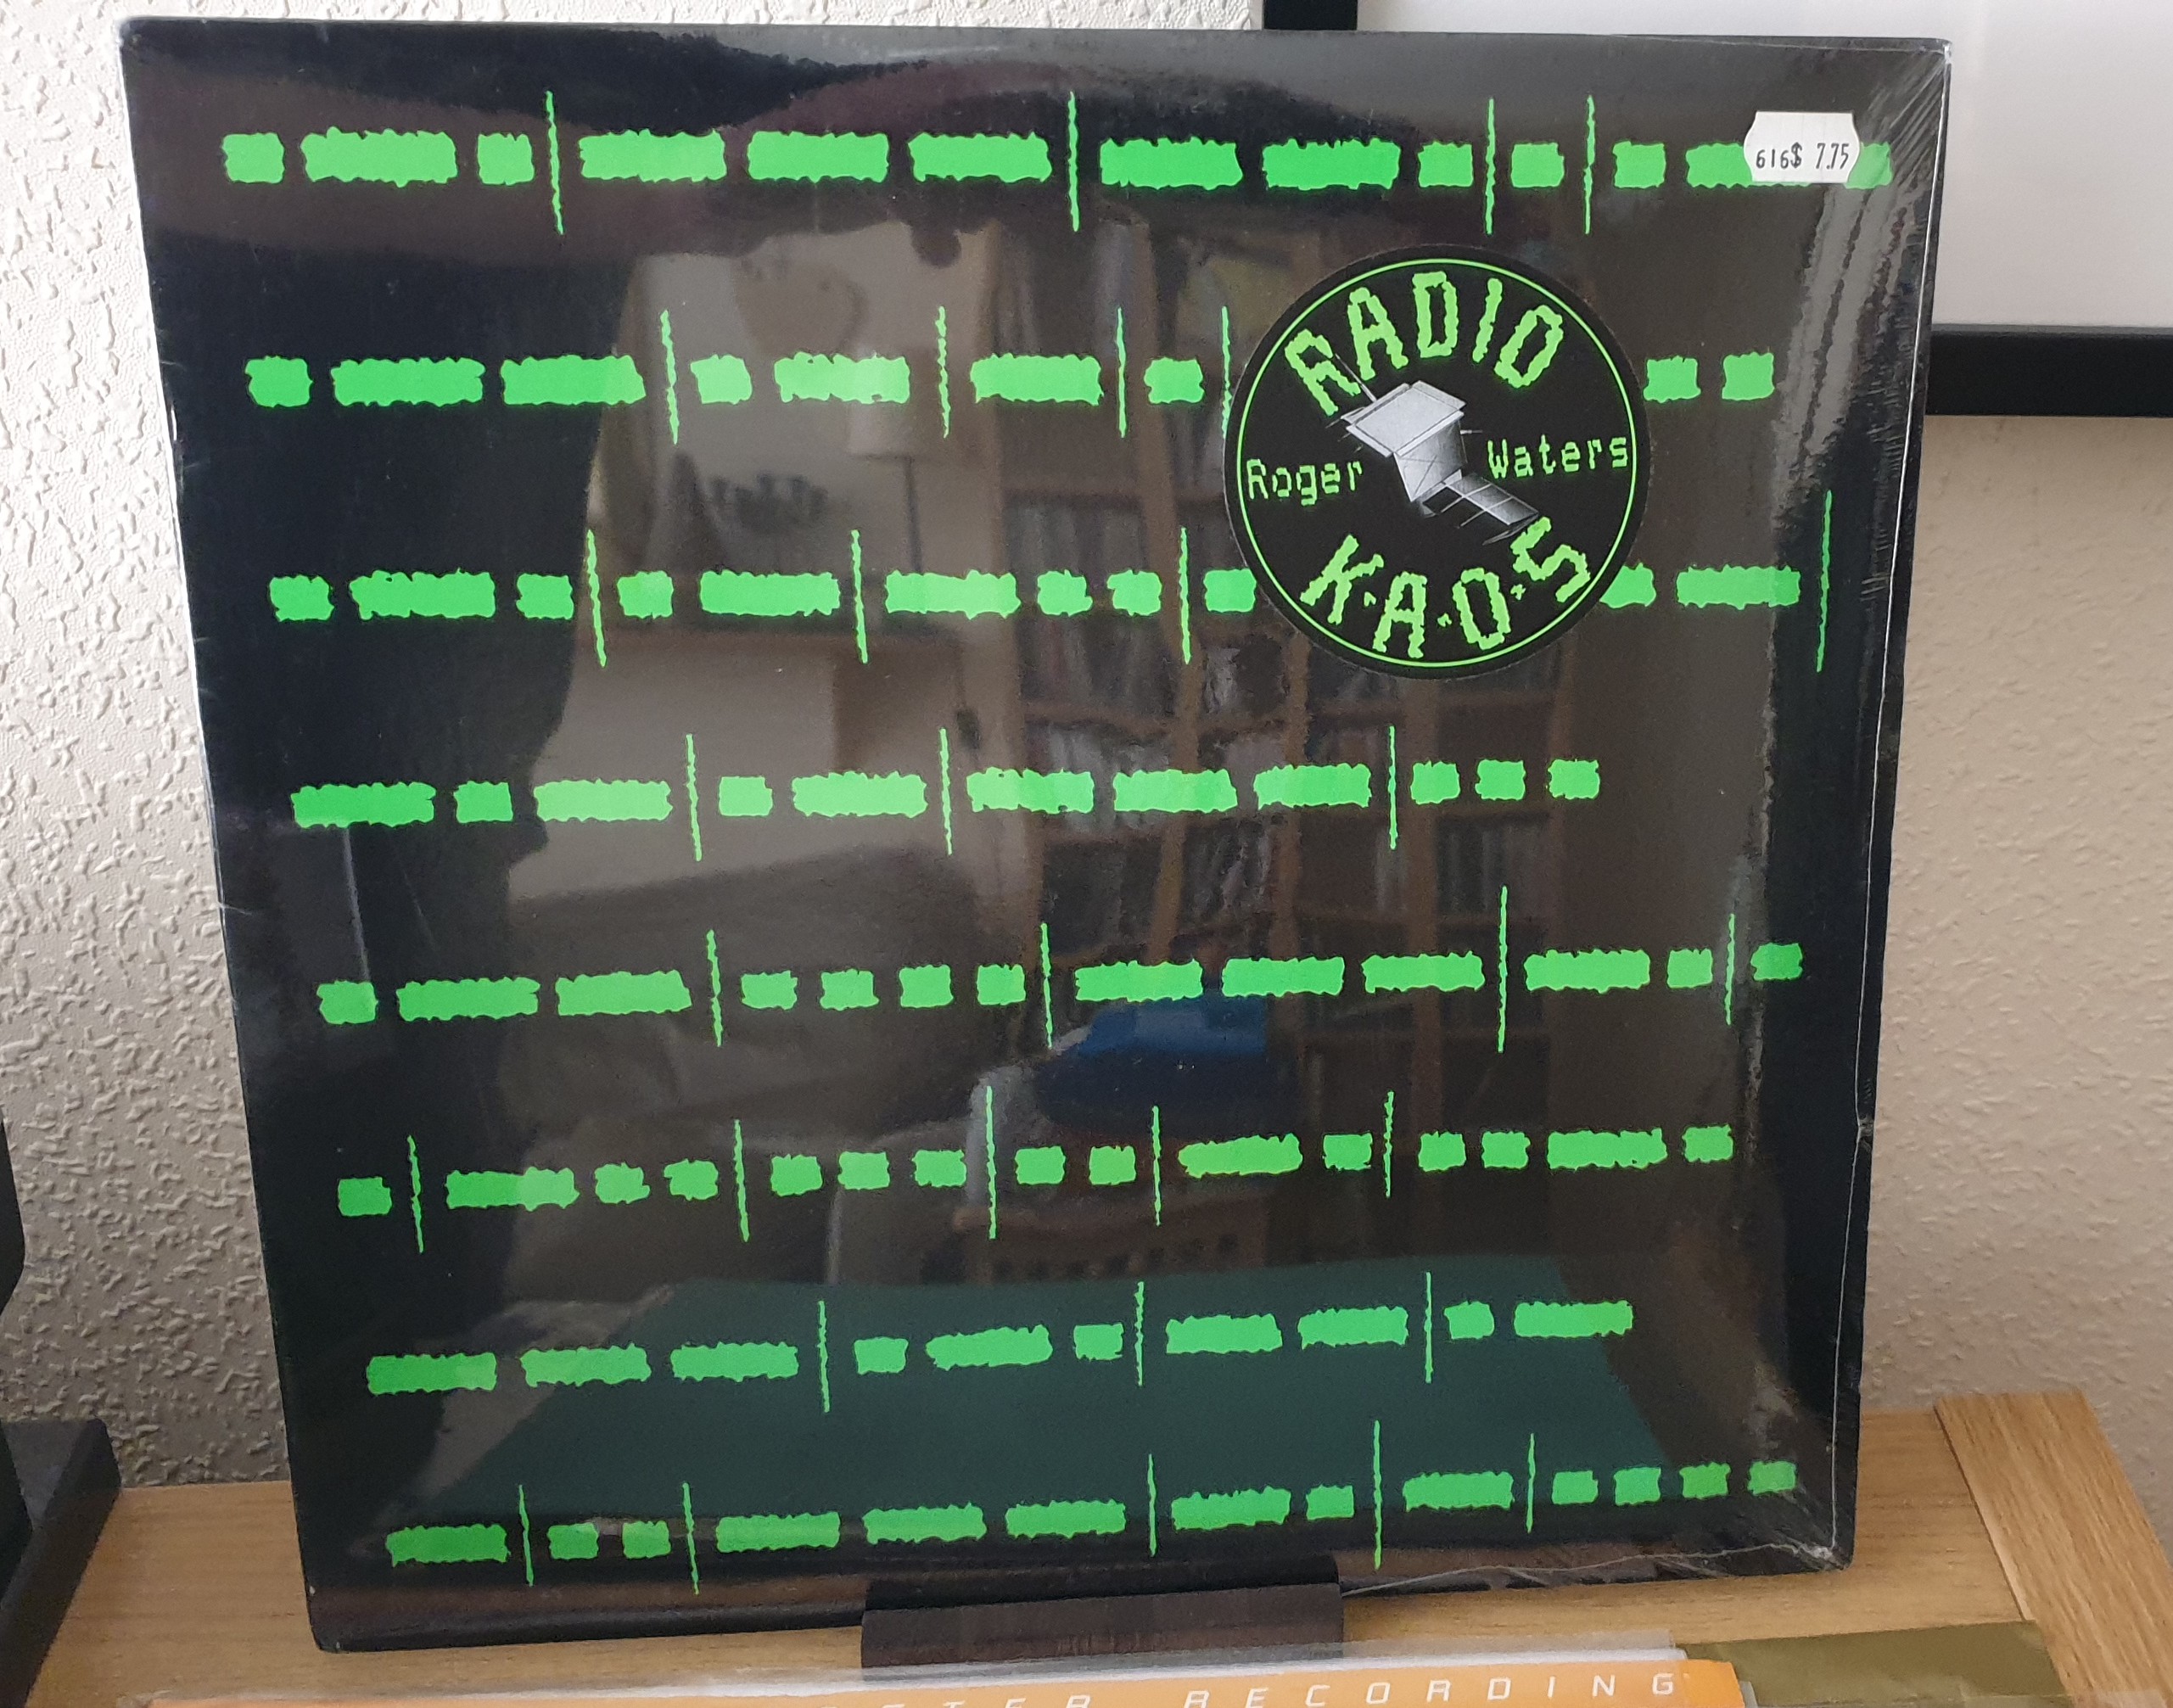 616$ 7.75
RADIO
Roger Waters
K·A·O·S
RECORDING